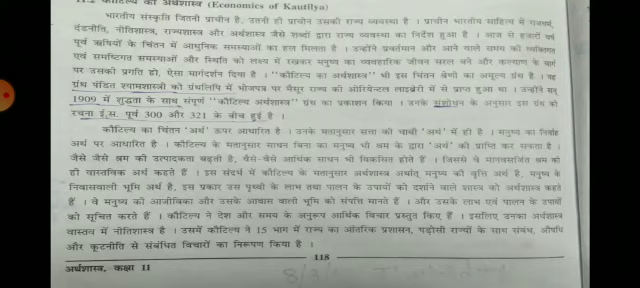 11.2 कौटिल्य का अर्थशास्त्र (Economics of Kautilya)
भारतीय संस्कृति जितनी प्राचीन है, उतनी ही प्राचीन उसकी राज्य व्यवस्था है । प्राचीन भारतीय साहित्य में राजधर्म,
दंडनीति, नीतिशास्त्र, राज्यशास्त्र और अर्थशास्त्र जैसे शब्दों द्वारा राज्य व्यवस्था का निर्देश हुआ है । आज से हजारों वर्ष
पूर्व ऋषियों के चिंतन में आधुनिक समस्याओं का हल मिलता है । उन्होंने प्रवर्तमान और आने वाले समय की व्यक्तिगत
एवं समष्टिगत समस्याओं और स्थिति को लक्ष्य में रखकर मनुष्य का व्यवहारिक जीवन सरल बने और कल्याण के मार्ग
पर उसकी प्रगति हो, ऐसा मार्गदर्शन दिया है । "कौटिल्य का अर्थशास्त्र" भी इस चिंतन श्रेणी का अमूल्य ग्रंथ है । यह
ग्रंथ पंडित श्यामशास्त्री को ग्रंथलिपि में भोजपत्र पर मैसूर राज्य की ओरियन्टल लाइब्रेरी में से प्राप्त हुआ था । उन्होंने सन्
1909 में शुद्धता के साथ संपूर्ण "कौटिल्य अर्थशास्त्र" ग्रंथ का प्रकाशन किया । उनके संशोधन के अनुसार इस ग्रंथ की
रचना ई.स. पूर्व 300 और 321 के बीच हुई है ।
कौटिल्य का चिंतन 'अर्थ' ऊपर आधारित है । उनके मतानुसार सत्ता की चाबी 'अर्थ' में ही है । मनुष्य का निर्वाह
अर्थ पर आधारित है । कौटिल्य के मतानुसार साधन बिना का मनुष्य भी श्रम के द्वारा 'अर्थ' की प्राप्ति कर सकता है ।
जैसे जैसे श्रम की उत्पादकता बढ़ती है, वैसे-वैसे आर्थिक साधन भी विकसित होते हैं । जिससे वे मानवसर्जित श्रम को
ही वास्तविक अर्थ कहते हैं । इस संदर्भ में कौटिल्य के मतानुसार अर्थशास्त्र अर्थात् मनुष्य की वृत्ति अर्थ है, मनुष्य के
निवासवाली भूमि अर्थ है, इस प्रकार उस पृथ्वी के लाभ तथा पालन के उपायों को दर्शाने वाले शास्त्र को अर्थशास्त्र कहते
हैं । वे मनुष्य की आजीविका और उसके आवास वाली भूमि को संपत्ति मानते हैं । और उसके लाभ एवं पालन के उपायों
को सूचित करते हैं । कौटिल्य ने देश और समय के अनुरूप आर्थिक विचार प्रस्तुत किए हैं । इसलिए उनका अर्थशास्त्र
वास्तव में नीतिशास्त्र है । उसमें कौटिल्य ने 15 भाग में राज्य का आंतरिक प्रशासन, पड़ोसी राज्यों के साथ संबंध, औषधि
और कूटनीति से संबंधित विचारों का निरूपण किया है ।
118
अर्थशास्त्र, कक्षा 11